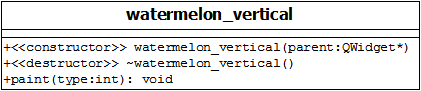 watermelon_vertical
+<<constructor>> watermelon_vertical(parent:QWidget*)
+<<destructor>> ~watermelon_vertical()
+paint(type:int): void